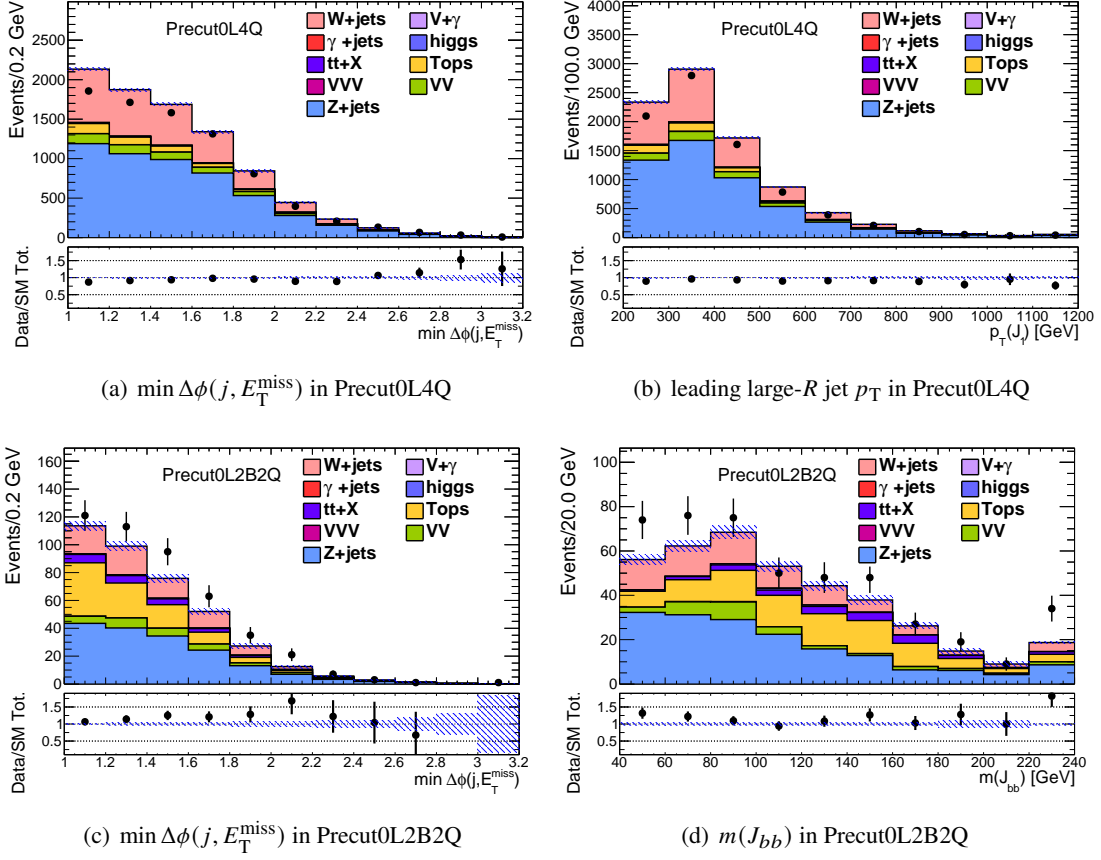 Events/0.2 GeV
Precut0L4Q
W+jets
γ +jets
tt+X
VVV
Z+jets
V+γ
higgs
Tops
VV
2500
2000
1500
1000
500
0
Data/SM Tot.
1.5
1
0.5
1 1.2 1.4 1.6 1.8 2 2.2 2.4 2.6 2.8 3 3.2
min Δϕ(j,E_T^miss)
(a) min Δϕ(j, E_T^miss) in Precut0L4Q
Events/100.0 GeV
Precut0L4Q
W+jets
γ +jets
tt+X
VVV
Z+jets
V+γ
higgs
Tops
VV
4000
3500
3000
2500
2000
1500
1000
500
0
Data/SM Tot.
1.5
1
0.5
200 300 400 500 600 700 800 900 1000 1100 1200
p_T(J_1) [GeV]
(b) leading large-R jet p_T in Precut0L4Q
Events/0.2 GeV
Precut0L2B2Q
W+jets
γ +jets
tt+X
VVV
Z+jets
V+γ
higgs
Tops
VV
160
140
120
100
80
60
40
20
0
Data/SM Tot.
1.5
1
0.5
1 1.2 1.4 1.6 1.8 2 2.2 2.4 2.6 2.8 3 3.2
min Δϕ(j,E_T^miss)
(c) min Δϕ(j, E_T^miss) in Precut0L2B2Q
Events/20.0 GeV
Precut0L2B2Q
W+jets
γ +jets
tt+X
VVV
Z+jets
V+γ
higgs
Tops
VV
100
80
60
40
20
0
Data/SM Tot.
1.5
1
0.5
40 60 80 100 120 140 160 180 200 220 240
m(J_bb) [GeV]
(d) m(J_bb) in Precut0L2B2Q